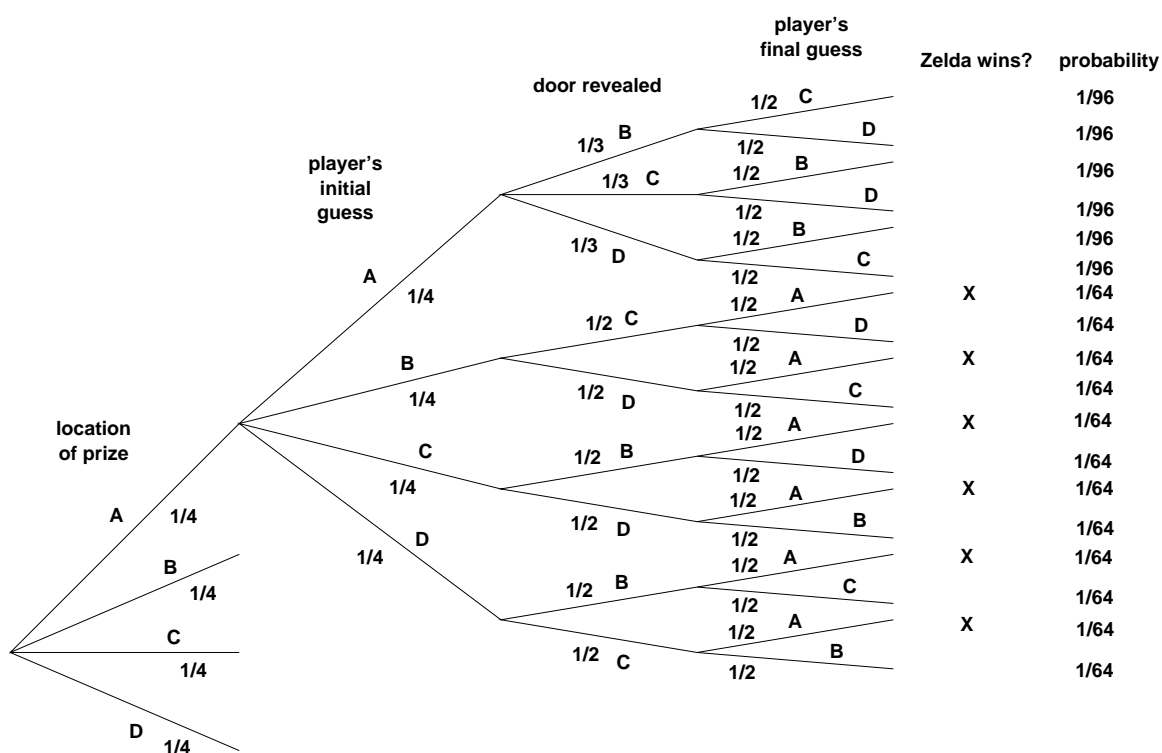 player's
final guess
Zelda wins?
probability
door revealed
player's
initial
guess
location
of prize
1/2 C 1/96
B D 1/96
1/3 1/2
1/3 C 1/2 B 1/96
D 1/96
1/2
1/3 D 1/2 B 1/96
C 1/96
A 1/4 1/2
1/2 A X 1/64
1/2 C D 1/64
1/2
B 1/2 A X 1/64
1/4 1/2 D C 1/64
1/2
1/2 A X 1/64
C 1/2 B D 1/64
1/4 1/2
1/2 A X 1/64
A 1/4 1/2 D B 1/64
D 1/4 1/2
1/2 A X 1/64
B 1/4 1/2 B C 1/64
1/2
1/2 A X 1/64
C 1/4 1/2 C B
1/2 1/64
D 1/4